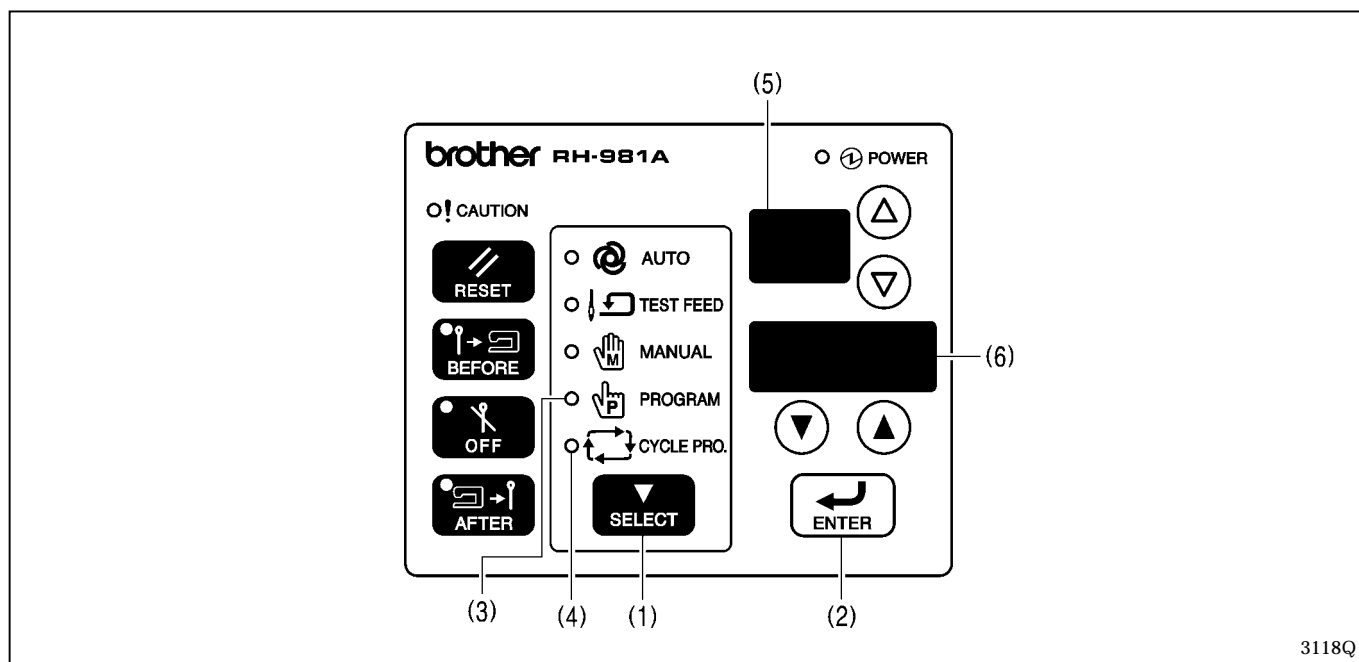 (5)
brother RH-981A
POWER
! CAUTION
AUTO
RESET
TEST FEED
BEFORE
M MANUAL
(6)
P PROGRAM
OFF
CYCLE PRO.
AFTER
SELECT
ENTER
(3)
(4)
(1)
(2)
3118Q